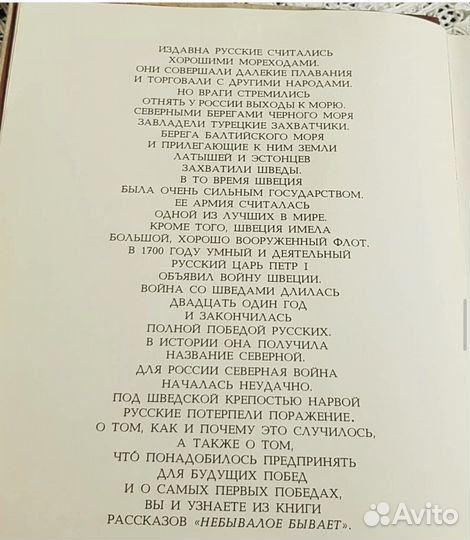 ИЗДАВНА РУССКИЕ СЧИТАЛИСЬ
ХОРОШИМИ МОРЕХОДАМИ.
ОНИ СОВЕРШАЛИ ДАЛЕКИЕ ПЛАВАНИЯ
И ТОРГОВАЛИ С ДРУГИМИ НАРОДАМИ.
НО ВРАГИ СТРЕМИЛИСЬ
ОТНЯТЬ У РОССИИ ВЫХОДЫ К МОРЮ.
СЕВЕРНЫМИ БЕРЕГАМИ ЧЕРНОГО МОРЯ
ЗАВЛАДЕЛИ ТУРЕЦКИЕ ЗАХВАТЧИКИ.
БЕРЕГА БАЛТИЙСКОГО МОРЯ
И ПРИЛЕГАЮЩИЕ К НИМ ЗЕМЛИ
ЛАТЫШЕЙ И ЭСТОНЦЕВ
ЗАХВАТИЛИ ШВЕДЫ.
В ТО ВРЕМЯ ШВЕЦИЯ
БЫЛА ОЧЕНЬ СИЛЬНЫМ ГОСУДАРСТВОМ.
ЕЕ АРМИЯ СЧИТАЛАСЬ
ОДНОЙ ИЗ ЛУЧШИХ В МИРЕ.
КРОМЕ ТОГО, ШВЕЦИЯ ИМЕЛА
БОЛЬШОЙ, ХОРОШО ВООРУЖЕННЫЙ ФЛОТ.
В 1700 ГОДУ УМНЫЙ И ДЕЯТЕЛЬНЫЙ
РУССКИЙ ЦАРЬ ПЕТР I
ОБЪЯВИЛ ВОЙНУ ШВЕЦИИ.
ВОЙНА СО ШВЕДАМИ ДЛИЛАСЬ
ДВАДЦАТЬ ОДИН ГОД
И ЗАКОНЧИЛАСЬ
ПОЛНОЙ ПОБЕДОЙ РУССКИХ.
В ИСТОРИИ ОНА ПОЛУЧИЛА
НАЗВАНИЕ СЕВЕРНОЙ.
ДЛЯ РОССИИ СЕВЕРНАЯ ВОЙНА
НАЧАЛАСЬ НЕУДАЧНО.
ПОД ШВЕДСКОЙ КРЕПОСТЬЮ НАРВОЙ
РУССКИЕ ПОТЕРПЕЛИ ПОРАЖЕНИЕ.
О ТОМ, КАК И ПОЧЕМУ ЭТО СЛУЧИЛОСЬ,
А ТАКЖЕ О ТОМ,
ЧТО́ ПОНАДОБИЛОСЬ ПРЕДПРИНЯТЬ
ДЛЯ БУДУЩИХ ПОБЕД
И О САМЫХ ПЕРВЫХ ПОБЕДАХ,
ВЫ И УЗНАЕТЕ ИЗ КНИГИ
РАССКАЗОВ «НЕБЫВАЛОЕ БЫВАЕТ».
Avito